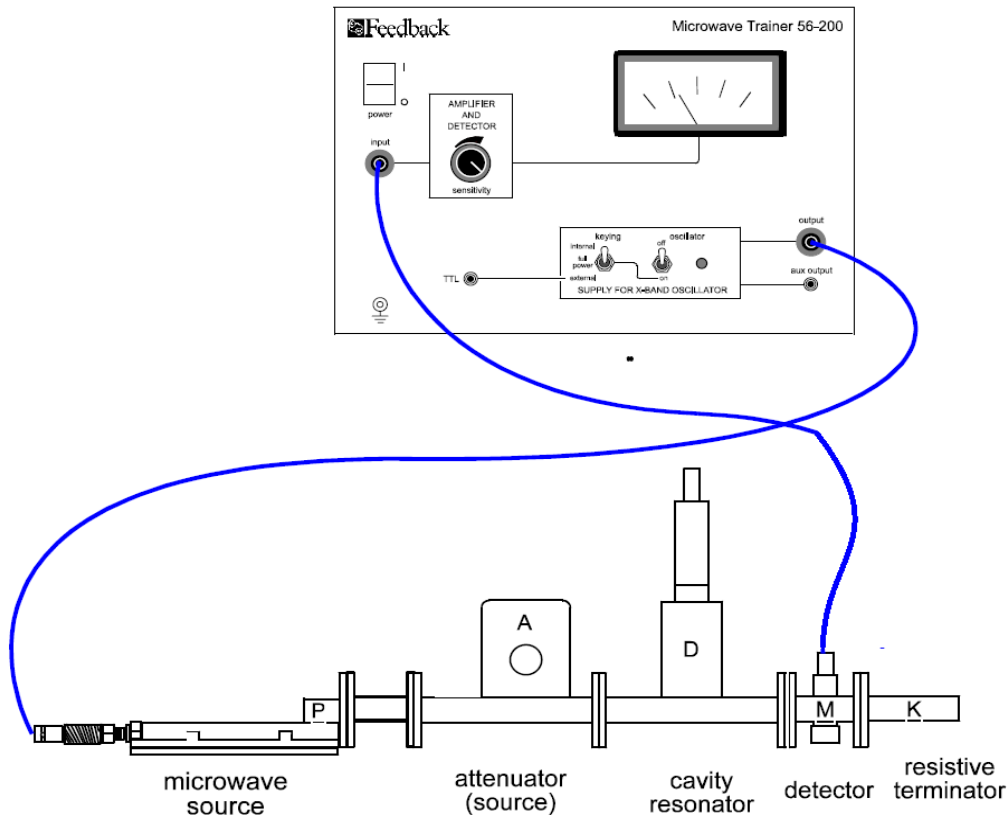 Feedback
Microwave Trainer 56-200
power
I
O
AMPLIFIER
AND
DETECTOR
input
sensitivity
output
keying
oscillator
internal
full
power
external
off
on
TTL
aux output
SUPPLY FOR X-BAND OSCILLATOR
A
D
P
M
K
microwave
source
attenuator
(source)
cavity
resonator
detector
resistive
terminator